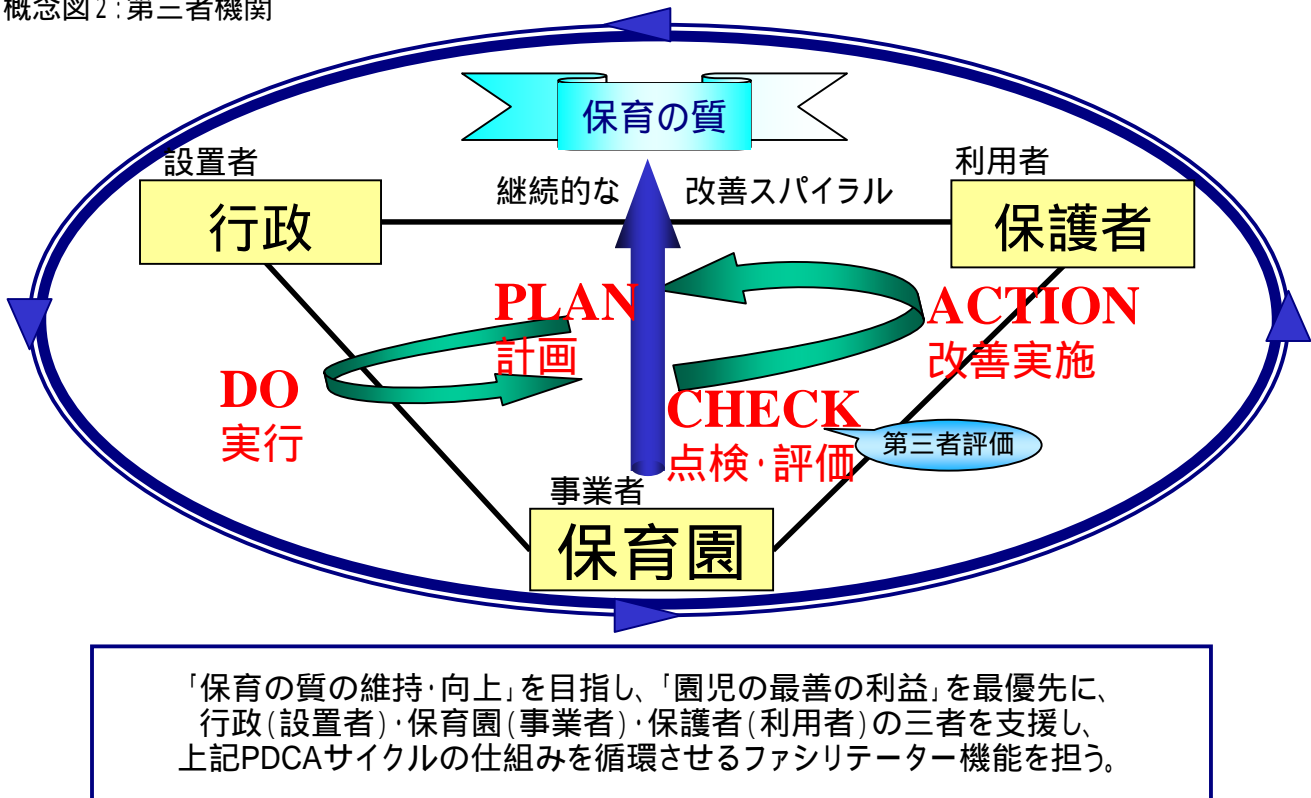 概念図2:第三者機関
保育の質
設置者
行政
継続的な 改善スパイラル
利用者
保護者
PLAN
計画
ACTION
改善実施
DO
実行
CHECK
点検・評価
第三者評価
事業者
保育園
「保育の質の維持・向上」を目指し、「園児の最善の利益」を最優先に、
行政(設置者)・保育園(事業者)・保護者(利用者)の三者を支援し、
上記PDCAサイクルの仕組みを循環させるファシリテーター機能を担う。